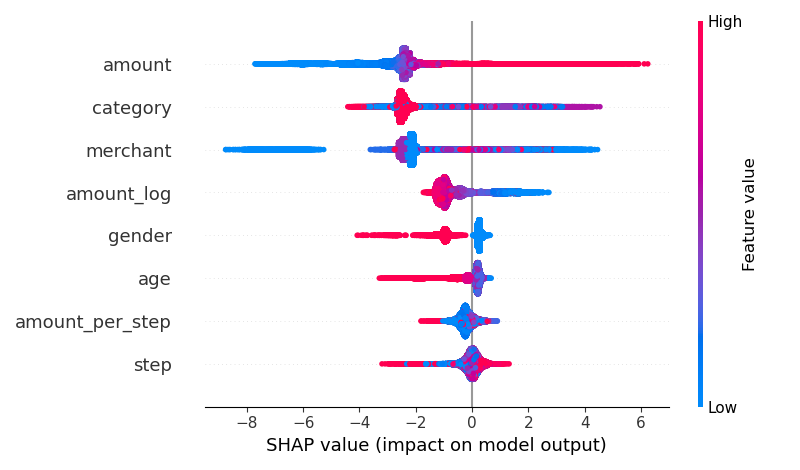 High
amount
category
merchant
amount_log
gender
age
amount_per_step
step
Feature value
Low
−8 −6 −4 −2 0 2 4 6
SHAP value (impact on model output)